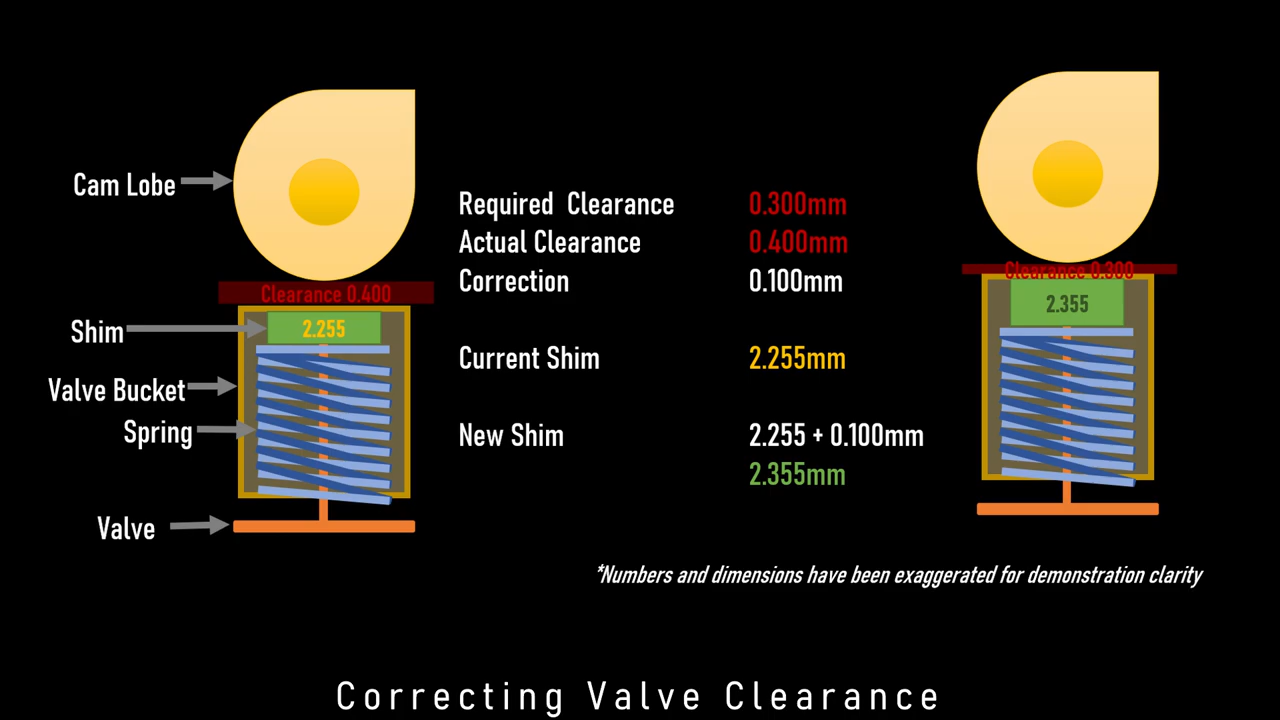 Cam Lobe
Clearance 0.400
Shim
2.255
Valve Bucket
Spring
Valve
Required Clearance 0.300mm
Actual Clearance 0.400mm
Correction 0.100mm
Current Shim 2.255mm
New Shim 2.255 + 0.100mm
2.355mm
Clearance 0.300
2.355
*Numbers and dimensions have been exaggerated for demonstration clarity
Correcting Valve Clearance